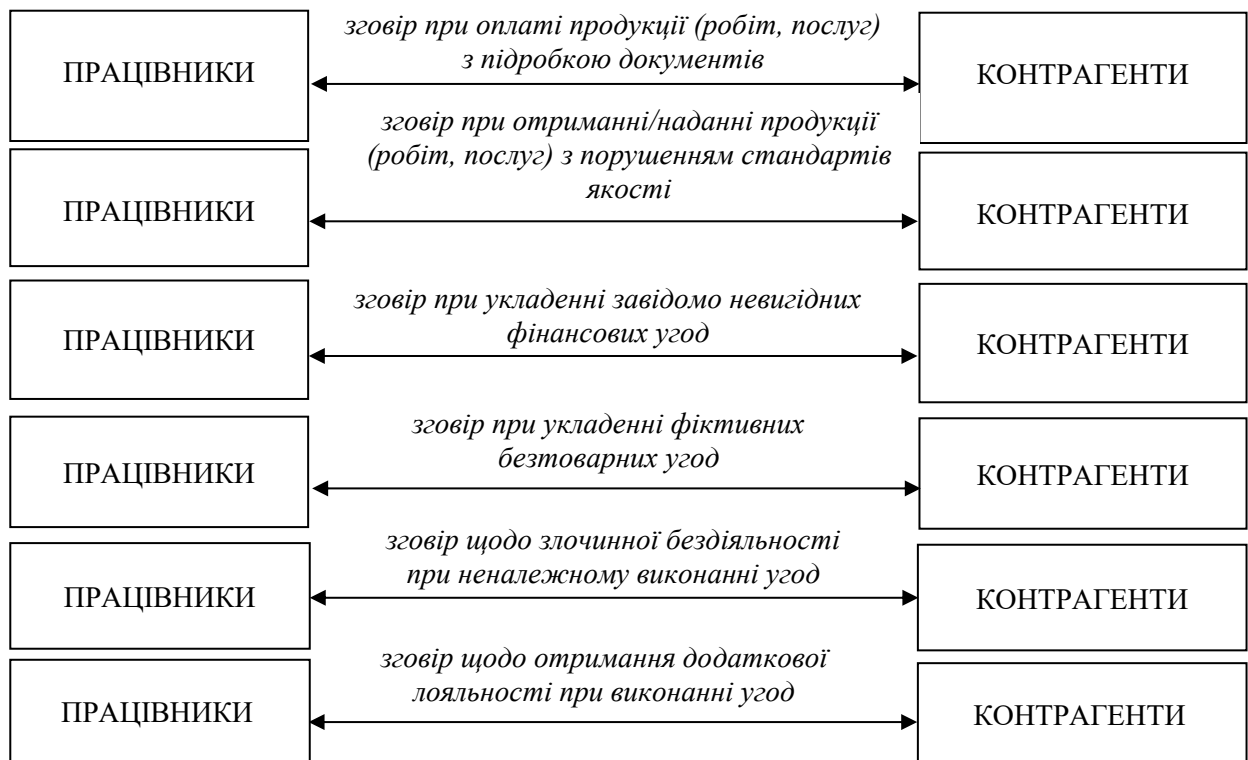 зговір при оплаті продукції (робіт, послуг)
з підробкою документів
ПРАЦІВНИКИ
КОНТРАГЕНТИ
зговір при отриманні/наданні продукції
(робіт, послуг) з порушенням стандартів
якості
ПРАЦІВНИКИ
КОНТРАГЕНТИ
зговір при укладенні завідомо невигідних
фінансових угод
ПРАЦІВНИКИ
КОНТРАГЕНТИ
зговір при укладенні фіктивних
безтоварних угод
ПРАЦІВНИКИ
КОНТРАГЕНТИ
зговір щодо злочинної бездіяльності
при неналежному виконанні угод
ПРАЦІВНИКИ
КОНТРАГЕНТИ
зговір щодо отримання додаткової
лояльності при виконанні угод
ПРАЦІВНИКИ
КОНТРАГЕНТИ